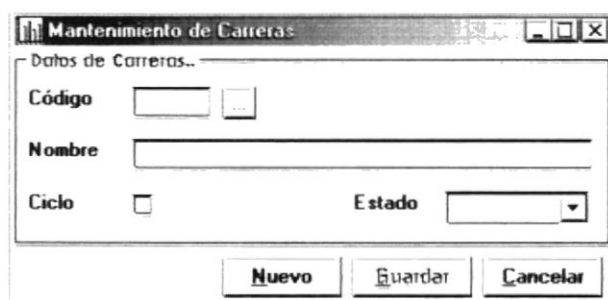 Mantenimiento de Carreras
Datos de Carreras..
Código ...
Nombre
Ciclo Estado
Nuevo Guardar Cancelar